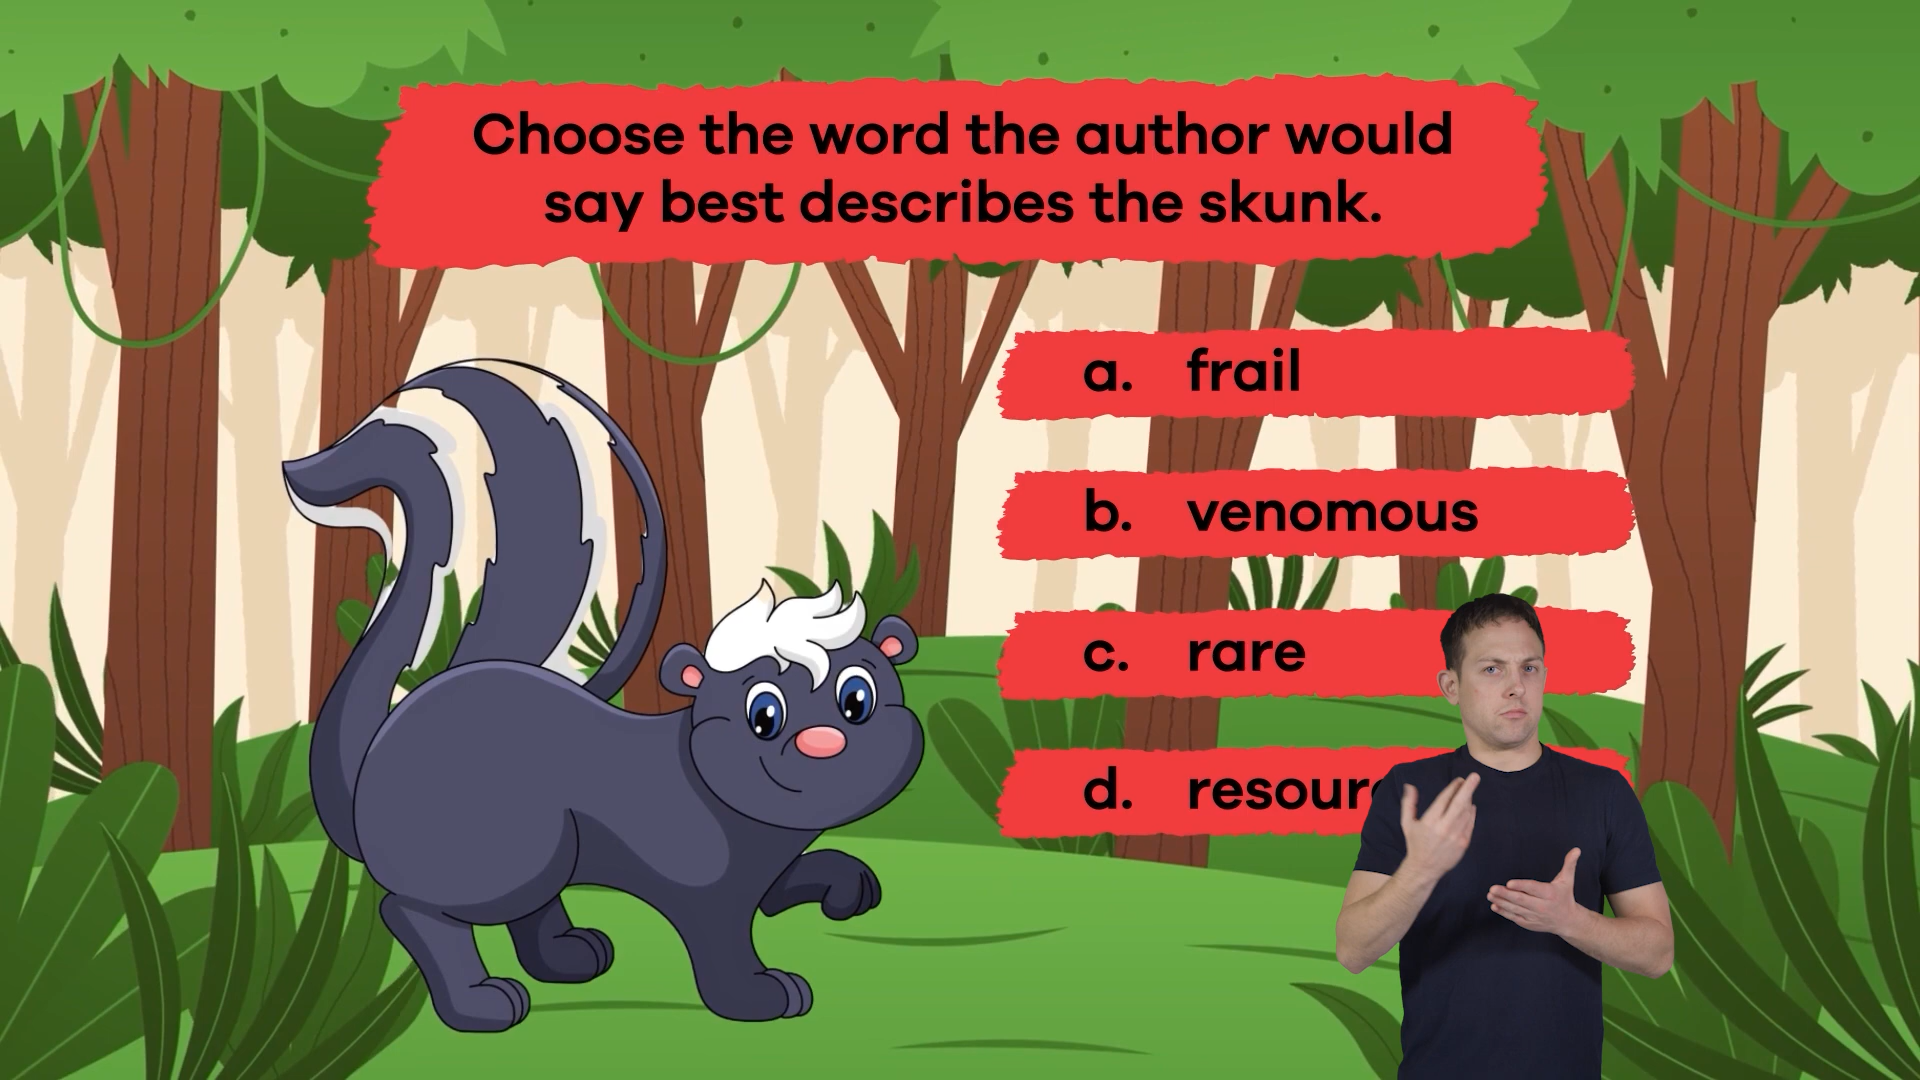 Choose the word the author would
say best describes the skunk.
a. frail
b. venomous
c. rare
d.